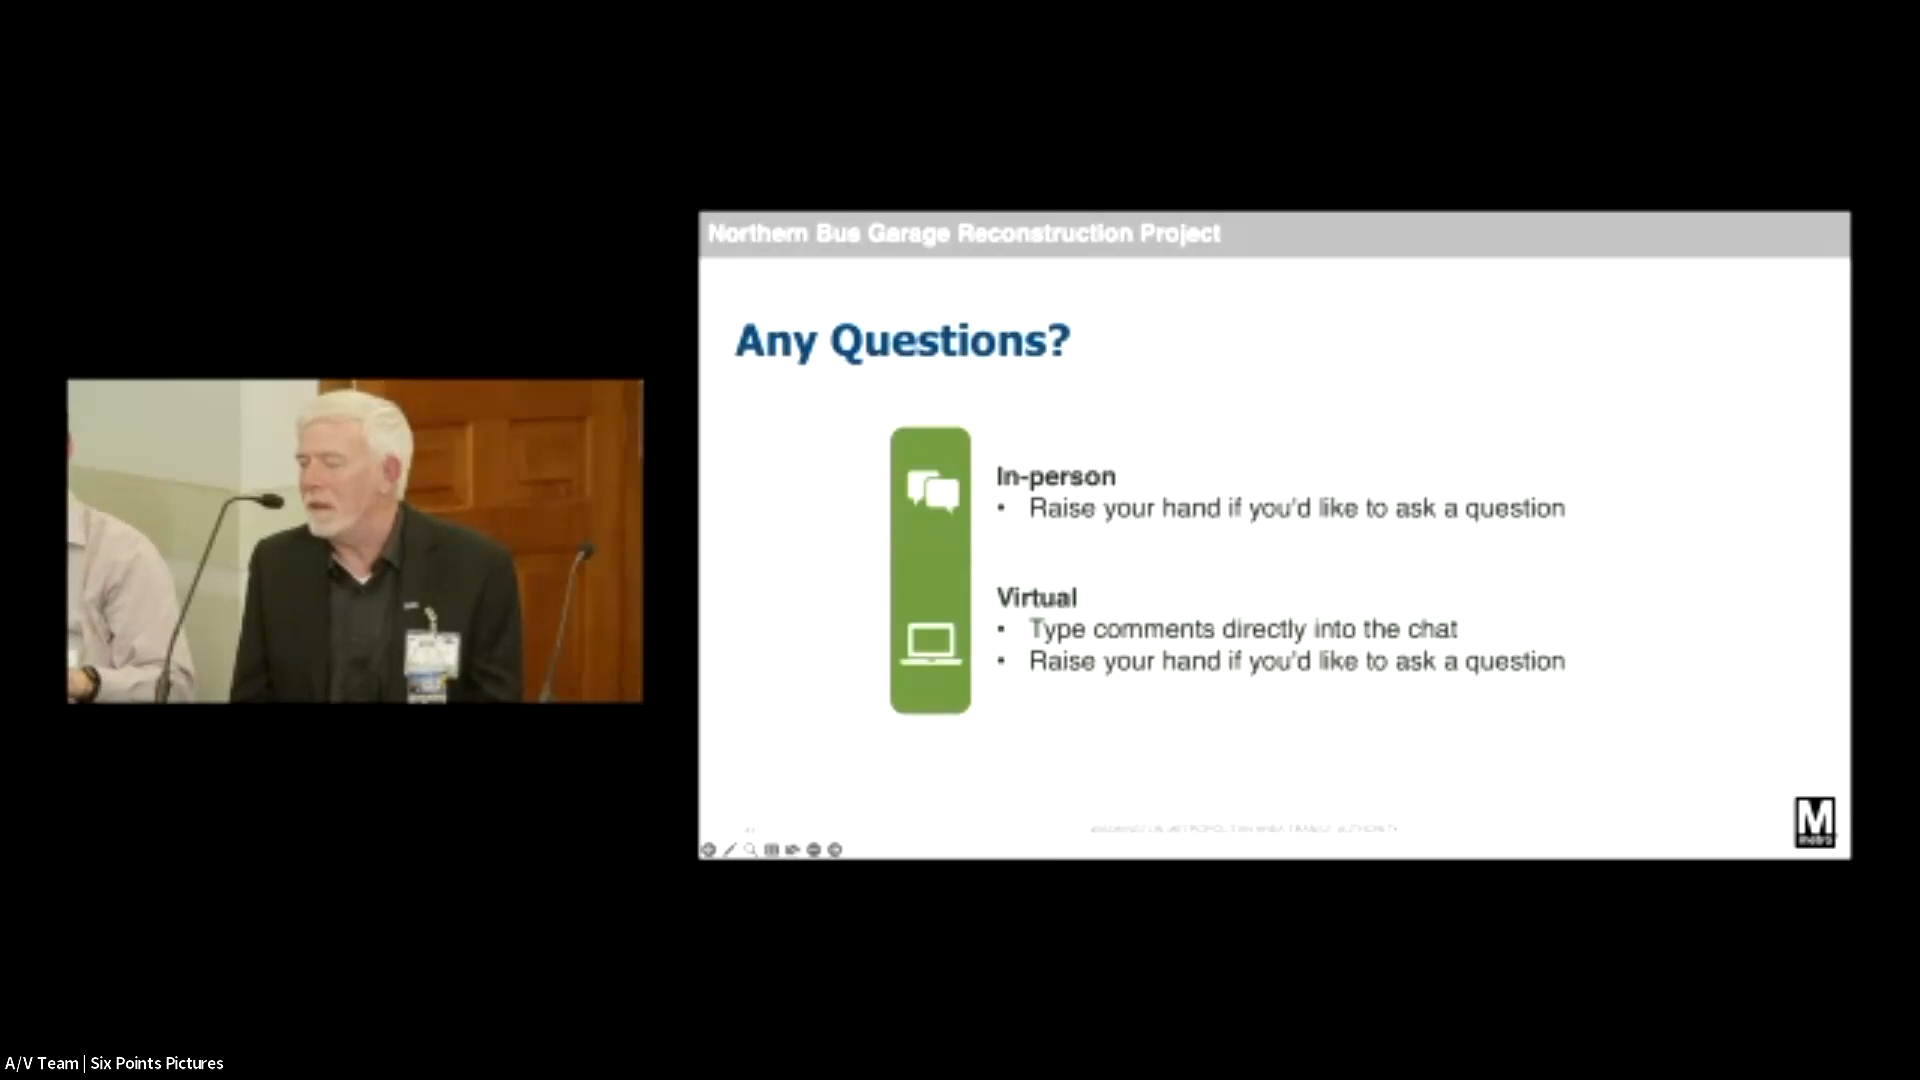 Northern Bus Garage Reconstruction Project
Any Questions?
In-person
• Raise your hand if you'd like to ask a question
Virtual
• Type comments directly into the chat
• Raise your hand if you'd like to ask a question
M
metro
A/V Team | Six Points Pictures